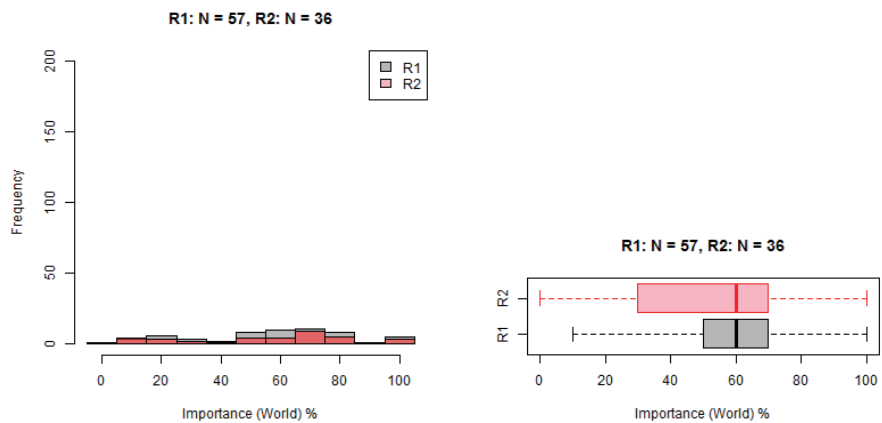 R1: N = 57, R2: N = 36
200
150
100
50
0
Frequency
R1
R2
0 20 40 60 80 100
Importance (World) %
R1: N = 57, R2: N = 36
R2
R1
0 20 40 60 80 100
Importance (World) %